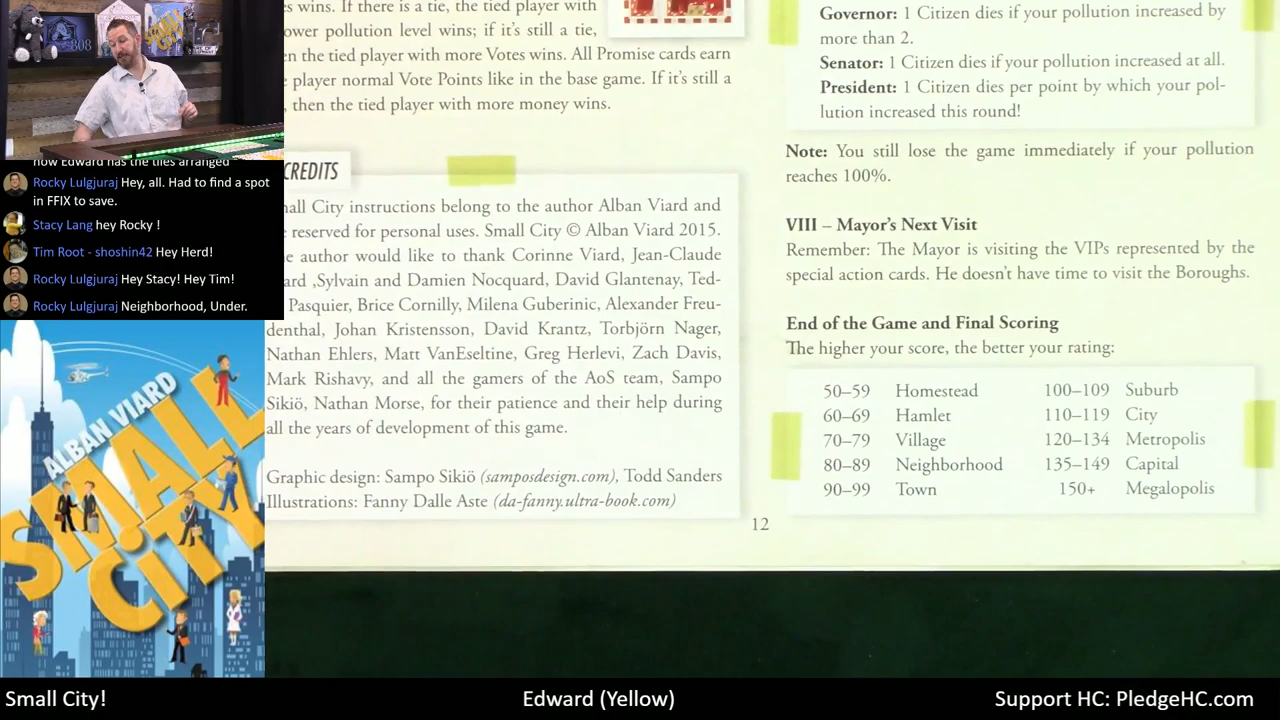 808
SMALL CITY
now Edward has the tiles arranged
Rocky Lulgjuraj Hey, all. Had to find a spot
in FFIX to save.
Stacy Lang hey Rocky !
Tim Root - shoshin42 Hey Herd!
Rocky Lulgjuraj Hey Stacy! Hey Tim!
Rocky Lulgjuraj Neighborhood, Under.
ALBAN VIARD
SMALL
CITY
wins. If there is a tie, the tied player with
ower pollution level wins; if it's still a tie,
en the tied player with more Votes wins. All Promise cards earn
player normal Vote Points like in the base game. If it's still a
, then the tied player with more money wins.
CREDITS
mall City instructions belong to the author Alban Viard and
reserved for personal uses. Small City © Alban Viard 2015.
e author would like to thank Corinne Viard, Jean-Claude
ard ,Sylvain and Damien Nocquard, David Glantenay, Ted-
Pasquier, Brice Cornilly, Milena Guberinic, Alexander Freu-
denthal, Johan Kristensson, David Krantz, Torbjörn Nager,
Nathan Ehlers, Matt VanEseltine, Greg Herlevi, Zach Davis,
Mark Rishavy, and all the gamers of the AoS team, Sampo
Sikiö, Nathan Morse, for their patience and their help during
all the years of development of this game.
Graphic design: Sampo Sikiö (samposdesign.com), Todd Sanders
Illustrations: Fanny Dalle Aste (da-fanny.ultra-book.com)
12
Governor: 1 Citizen dies if your pollution increased by
more than 2.
Senator: 1 Citizen dies if your pollution increased at all.
President: 1 Citizen dies per point by which your pol-
lution increased this round!
Note: You still lose the game immediately if your pollution
reaches 100%.
VIII – Mayor's Next Visit
Remember: The Mayor is visiting the VIPs represented by the
special action cards. He doesn't have time to visit the Boroughs.
End of the Game and Final Scoring
The higher your score, the better your rating:
50–59 Homestead 100–109 Suburb
60–69 Hamlet 110–119 City
70–79 Village 120–134 Metropolis
80–89 Neighborhood 135–149 Capital
90–99 Town 150+ Megalopolis
Small City! Edward (Yellow) Support HC: PledgeHC.com